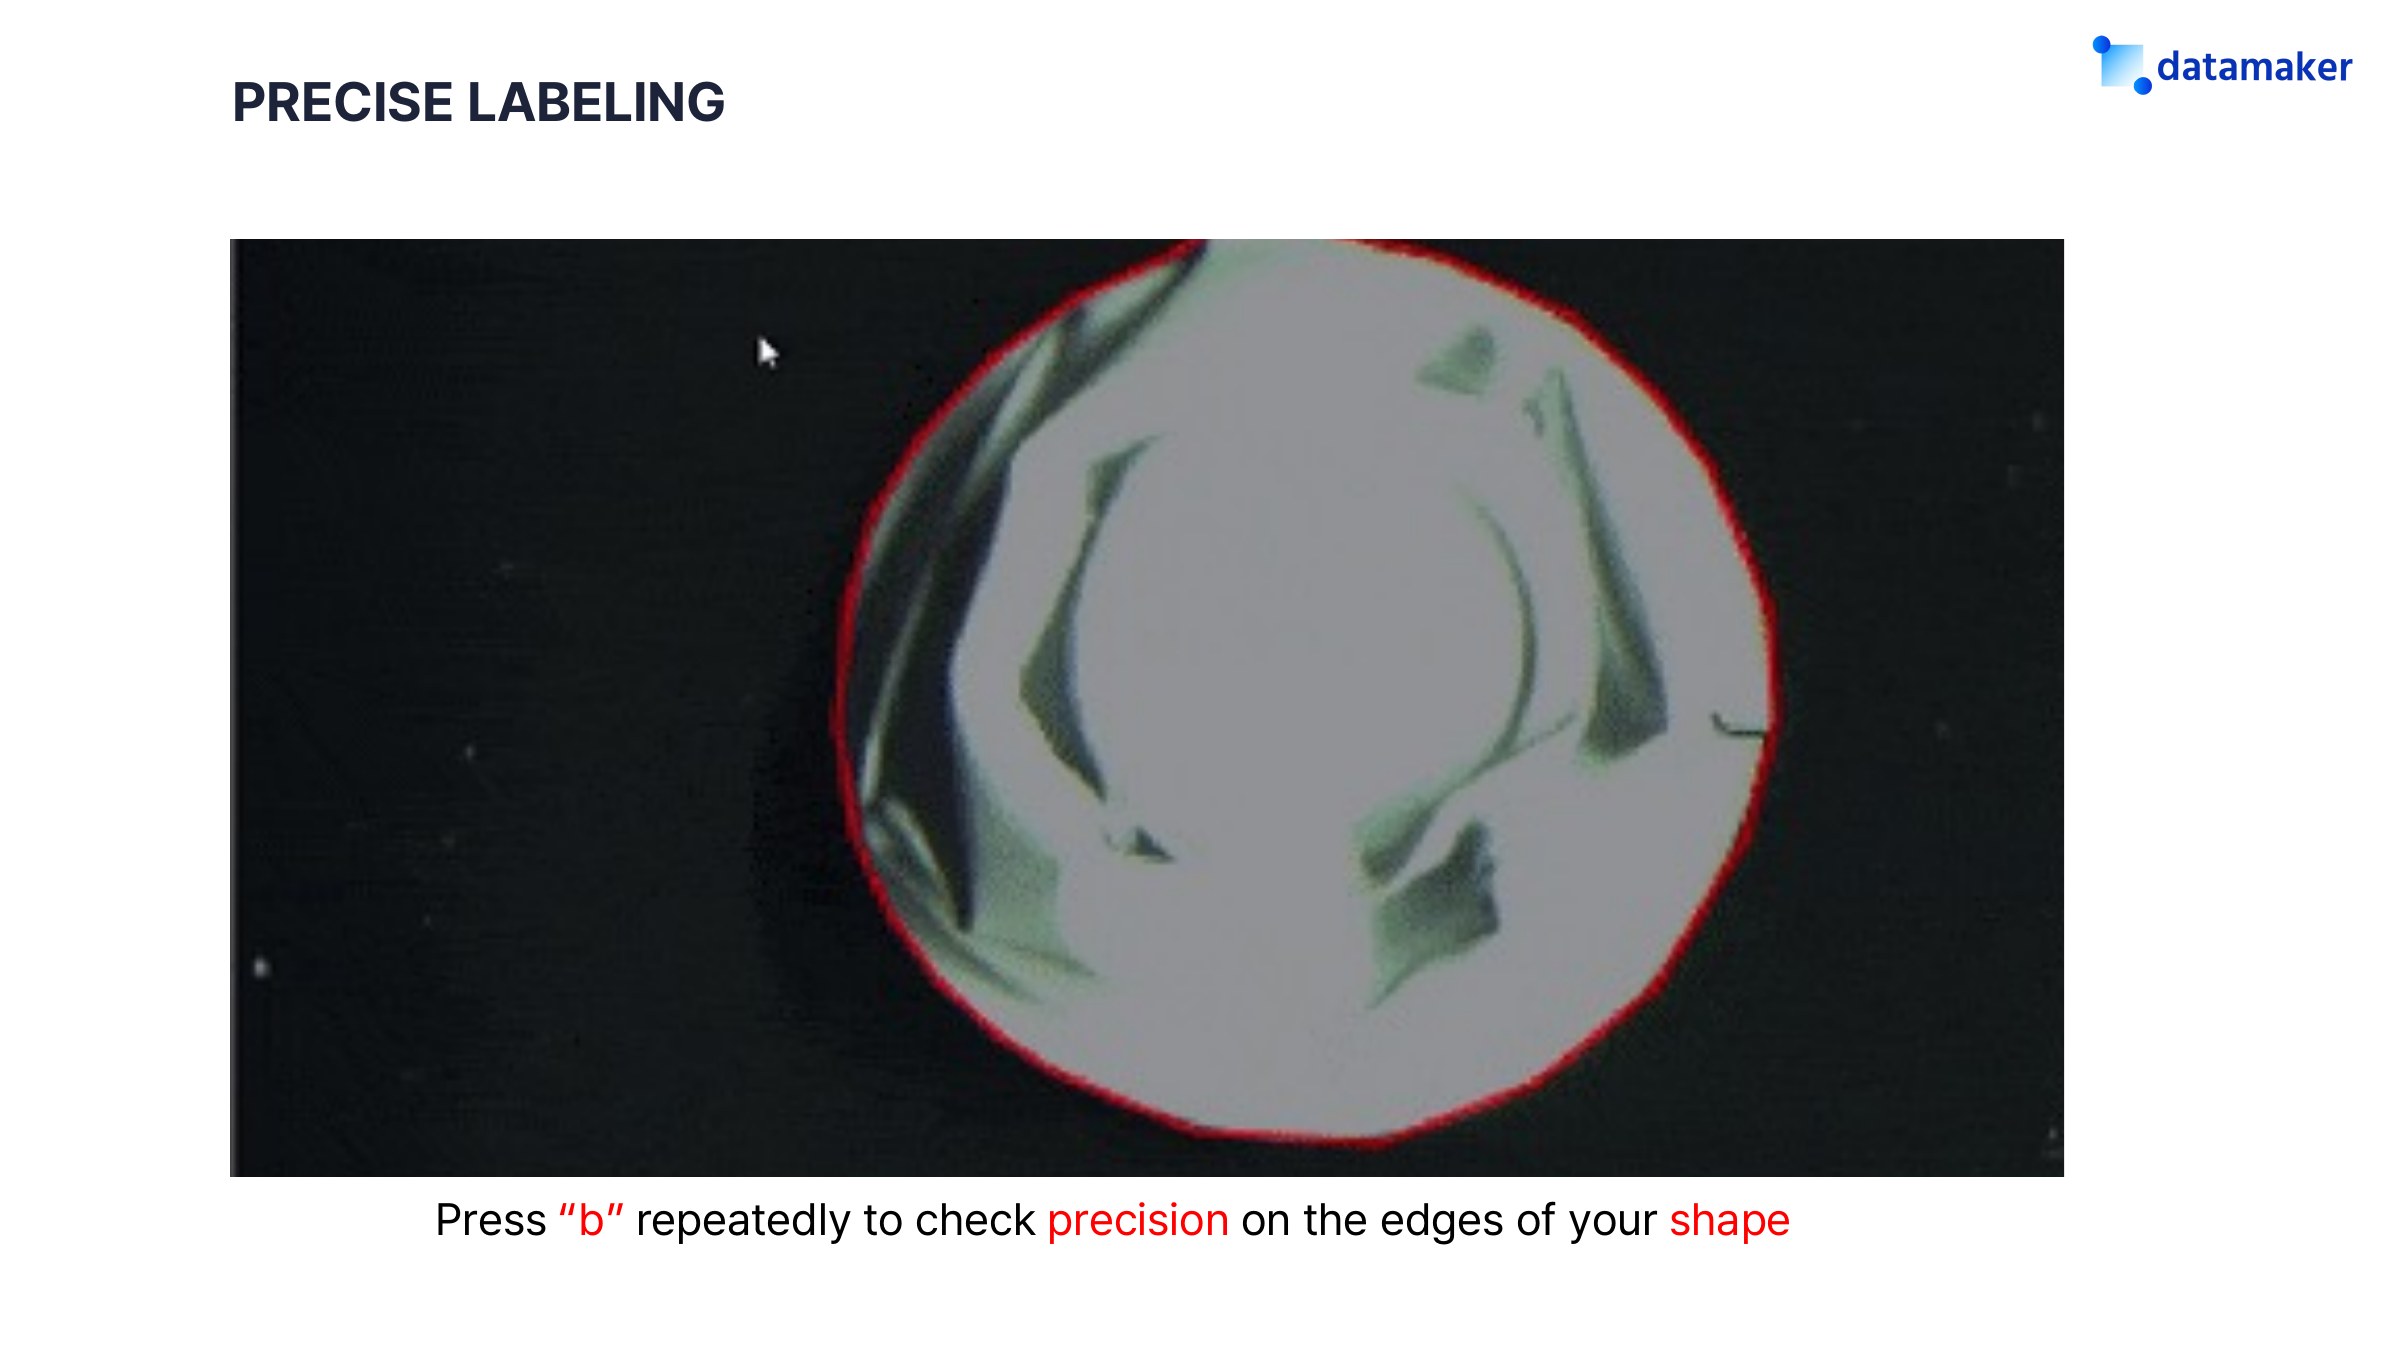 datamaker
PRECISE LABELING
Press “b” repeatedly to check precision on the edges of your shape